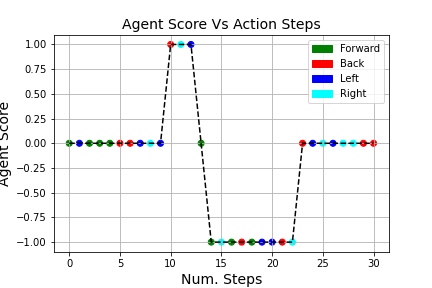 Agent Score Vs Action Steps
1.00
0.75
0.50
0.25
0.00
−0.25
−0.50
−0.75
−1.00
Agent Score
Forward
Back
Left
Right
0 5 10 15 20 25 30
Num. Steps